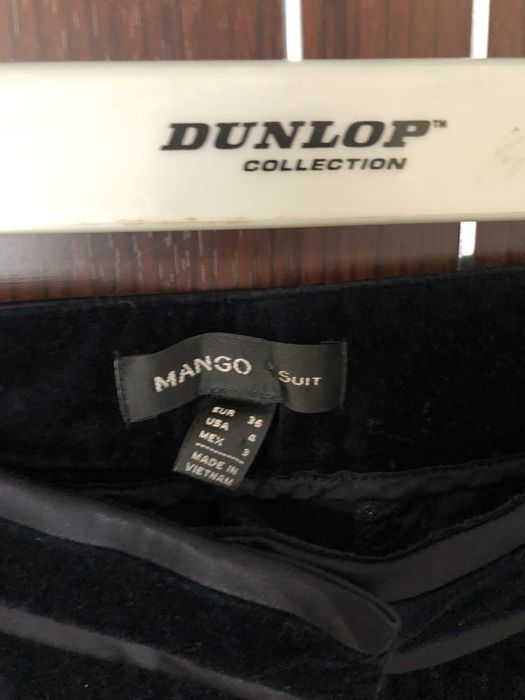 DUNLOP™
COLLECTION
MANGO SUIT
EUR 36
USA 4
MEX 3
MADE IN
VIETNAM